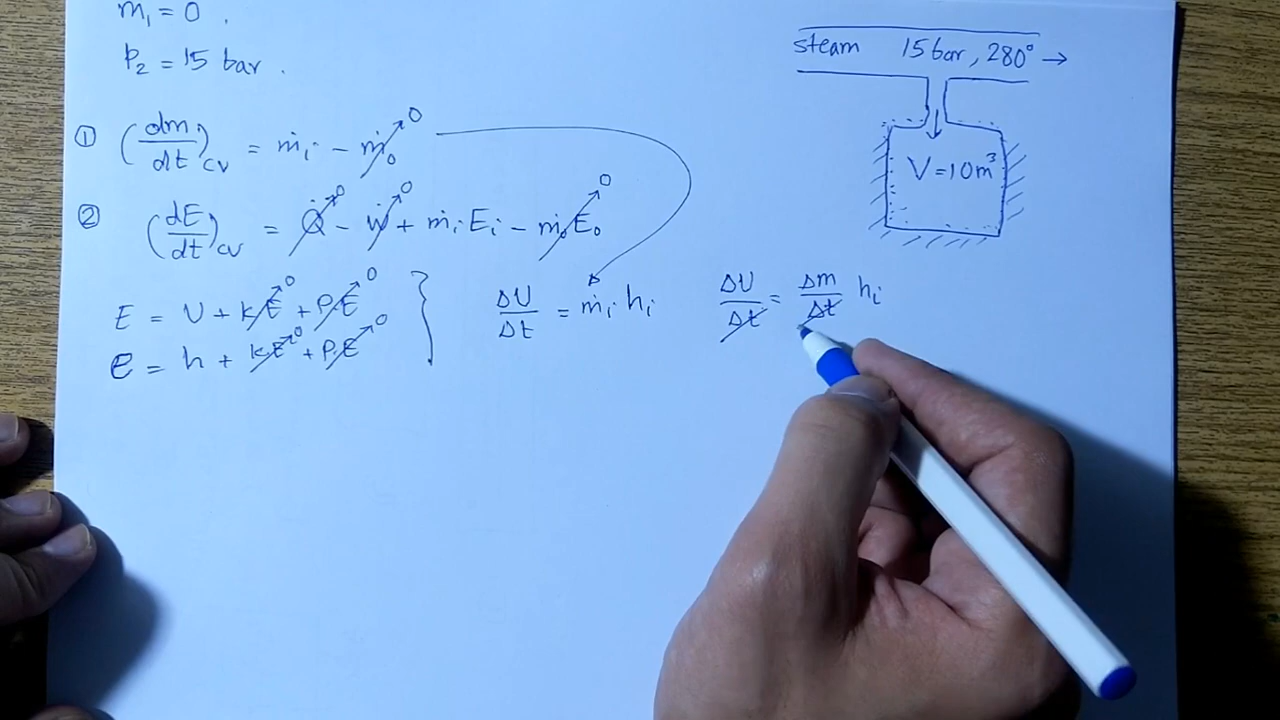 m₁ = 0 .
P₂ = 15 bar .
steam 15 bar, 280° →
V = 10m³
① (dm/dt)cv = ṁi - ṁo→0
② (dE/dt)cv = Q̇→0 - Ẇ→0 + ṁi Ei - ṁo Eo→0
E = U + KE→0 + PE→0
e = h + KE→0 + PE→0
ΔU/Δt = ṁi hi
ΔU/Δt = Δm/Δt hi